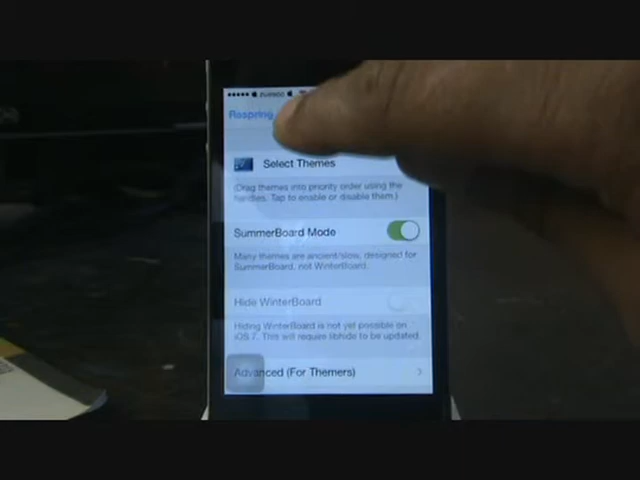 Respring
Select Themes
(Drag themes into priority order using the
handles. Tap to enable or disable them.)
SummerBoard Mode
Many themes are ancient/slow, designed for
SummerBoard, not WinterBoard.
Hide WinterBoard
Hiding WinterBoard is not yet possible on
iOS 7. This will require libhide to be updated.
Advanced (For Themers)